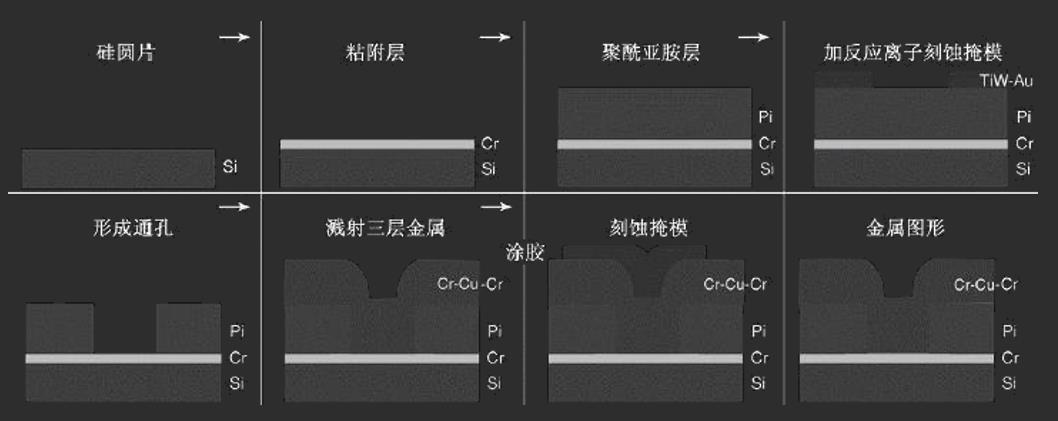 硅圆片
粘附层
聚酰亚胺层
加反应离子刻蚀掩模
TiW-Au
Pi
Pi
Cr
Cr
Cr
Si
Si
Si
Si
形成通孔
溅射三层金属
刻蚀掩模
金属图形
涂胶
Cr-Cu-Cr
Cr-Cu-Cr
Cr-Cu-Cr
Pi
Pi
Pi
Pi
Cr
Cr
Cr
Cr
Si
Si
Si
Si